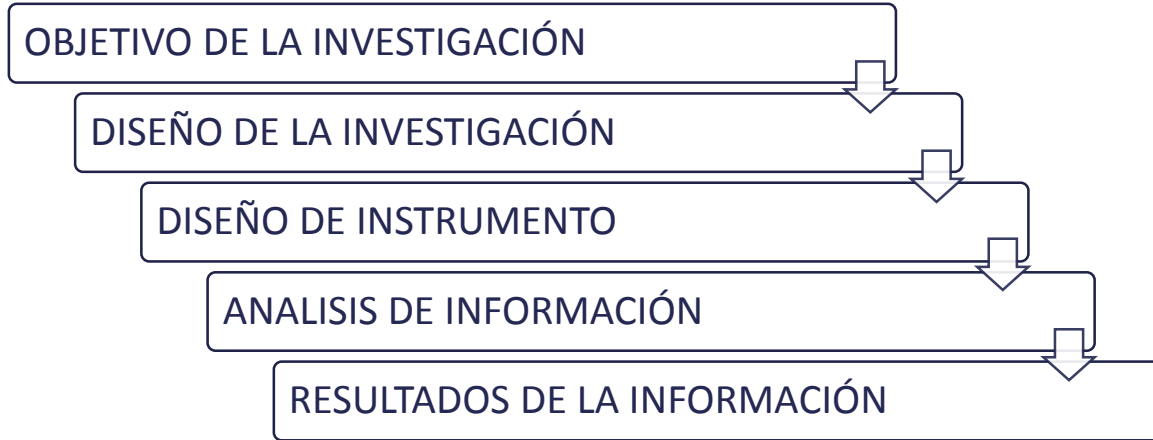 OBJETIVO DE LA INVESTIGACIÓN
DISEÑO DE LA INVESTIGACIÓN
DISEÑO DE INSTRUMENTO
ANALISIS DE INFORMACIÓN
RESULTADOS DE LA INFORMACIÓN